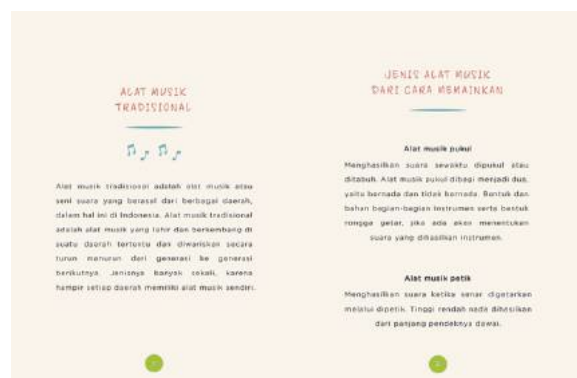 ALAT MUSIK
TRADISIONAL
Alat musik tradisional adalah alat musik atau
seni suara yang berasal dari berbagai daerah,
dalam hal ini di Indonesia. Alat musik tradisional
adalah alat musik yang lahir dan berkembang di
suatu daerah tertentu dan diwariskan secara
turun menurun dari generasi ke generasi
berikutnya. Jenisnya banyak sekali, karena
hampir setiap daerah memiliki alat musik sendiri.
JENIS ALAT MUSIK
DARI CARA MEMAINKAN
Alat musik pukul
Menghasilkan suara sewaktu dipukul atau
ditabuh. Alat musik pukul dibagi menjadi dua,
yaitu bernada dan tidak bernada. Bentuk dan
bahan bagian-bagian instrumen serta bentuk
rongga getar, jika ada akan menentukan
suara yang dihasilkan instrumen.
Alat musik petik
Menghasilkan suara ketika senar digetarkan
melalui dipetik. Tinggi rendah nada dihasilkan
dari panjang pendeknya dawai.